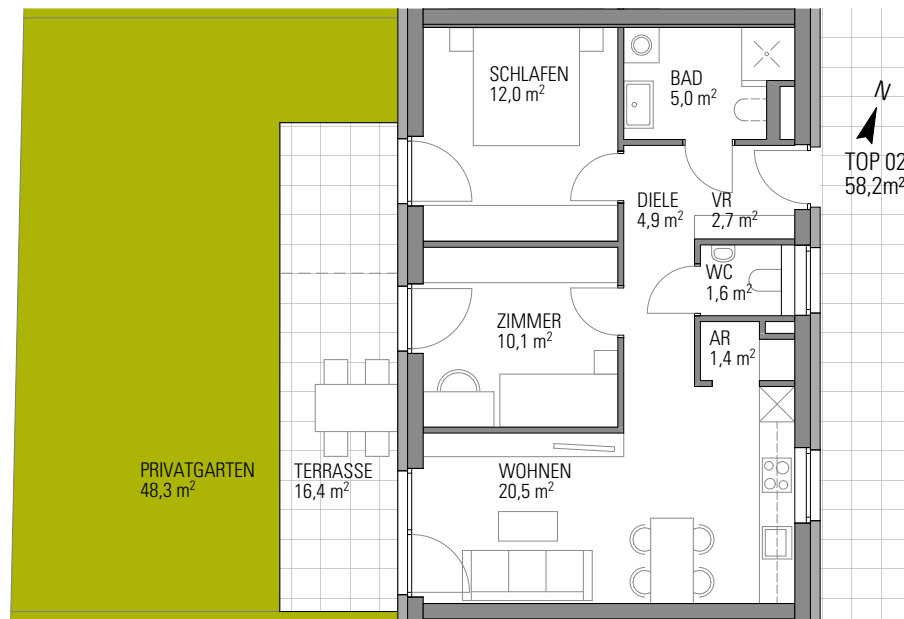 SCHLAFEN
12,0 m²
BAD
5,0 m²
N
TOP 02
58,2m²
DIELE
4,9 m²
VR
2,7 m²
WC
1,6 m²
ZIMMER
10,1 m²
AR
1,4 m²
PRIVATGARTEN
48,3 m²
TERRASSE
16,4 m²
WOHNEN
20,5 m²